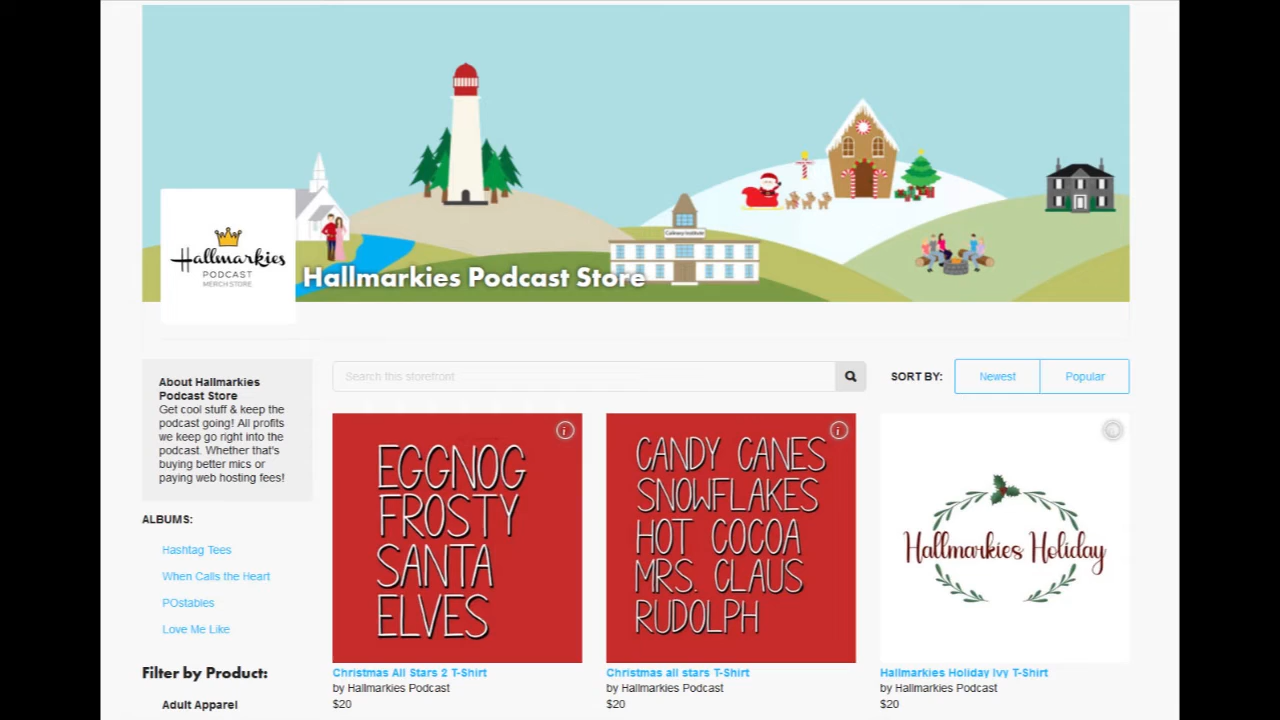 Culinary Institute
Hallmarkies
PODCAST
MERCH STORE
Hallmarkies Podcast Store
About Hallmarkies
Podcast Store
Get cool stuff & keep the
podcast going! All profits
we keep go right into the
podcast. Whether that's
buying better mics or
paying web hosting fees!
ALBUMS:
Hashtag Tees
When Calls the Heart
POstables
Love Me Like
Filter by Product:
Adult Apparel
Search this storefront
SORT BY:
Newest
Popular
EGGNOG
FROSTY
SANTA
ELVES
Christmas All Stars 2 T-Shirt
by Hallmarkies Podcast
$20
CANDY CANES
SNOWFLAKES
HOT COCOA
MRS. CLAUS
RUDOLPH
Christmas all stars T-Shirt
by Hallmarkies Podcast
$20
Hallmarkies Holiday
Hallmarkies Holiday Ivy T-Shirt
by Hallmarkies Podcast
$20